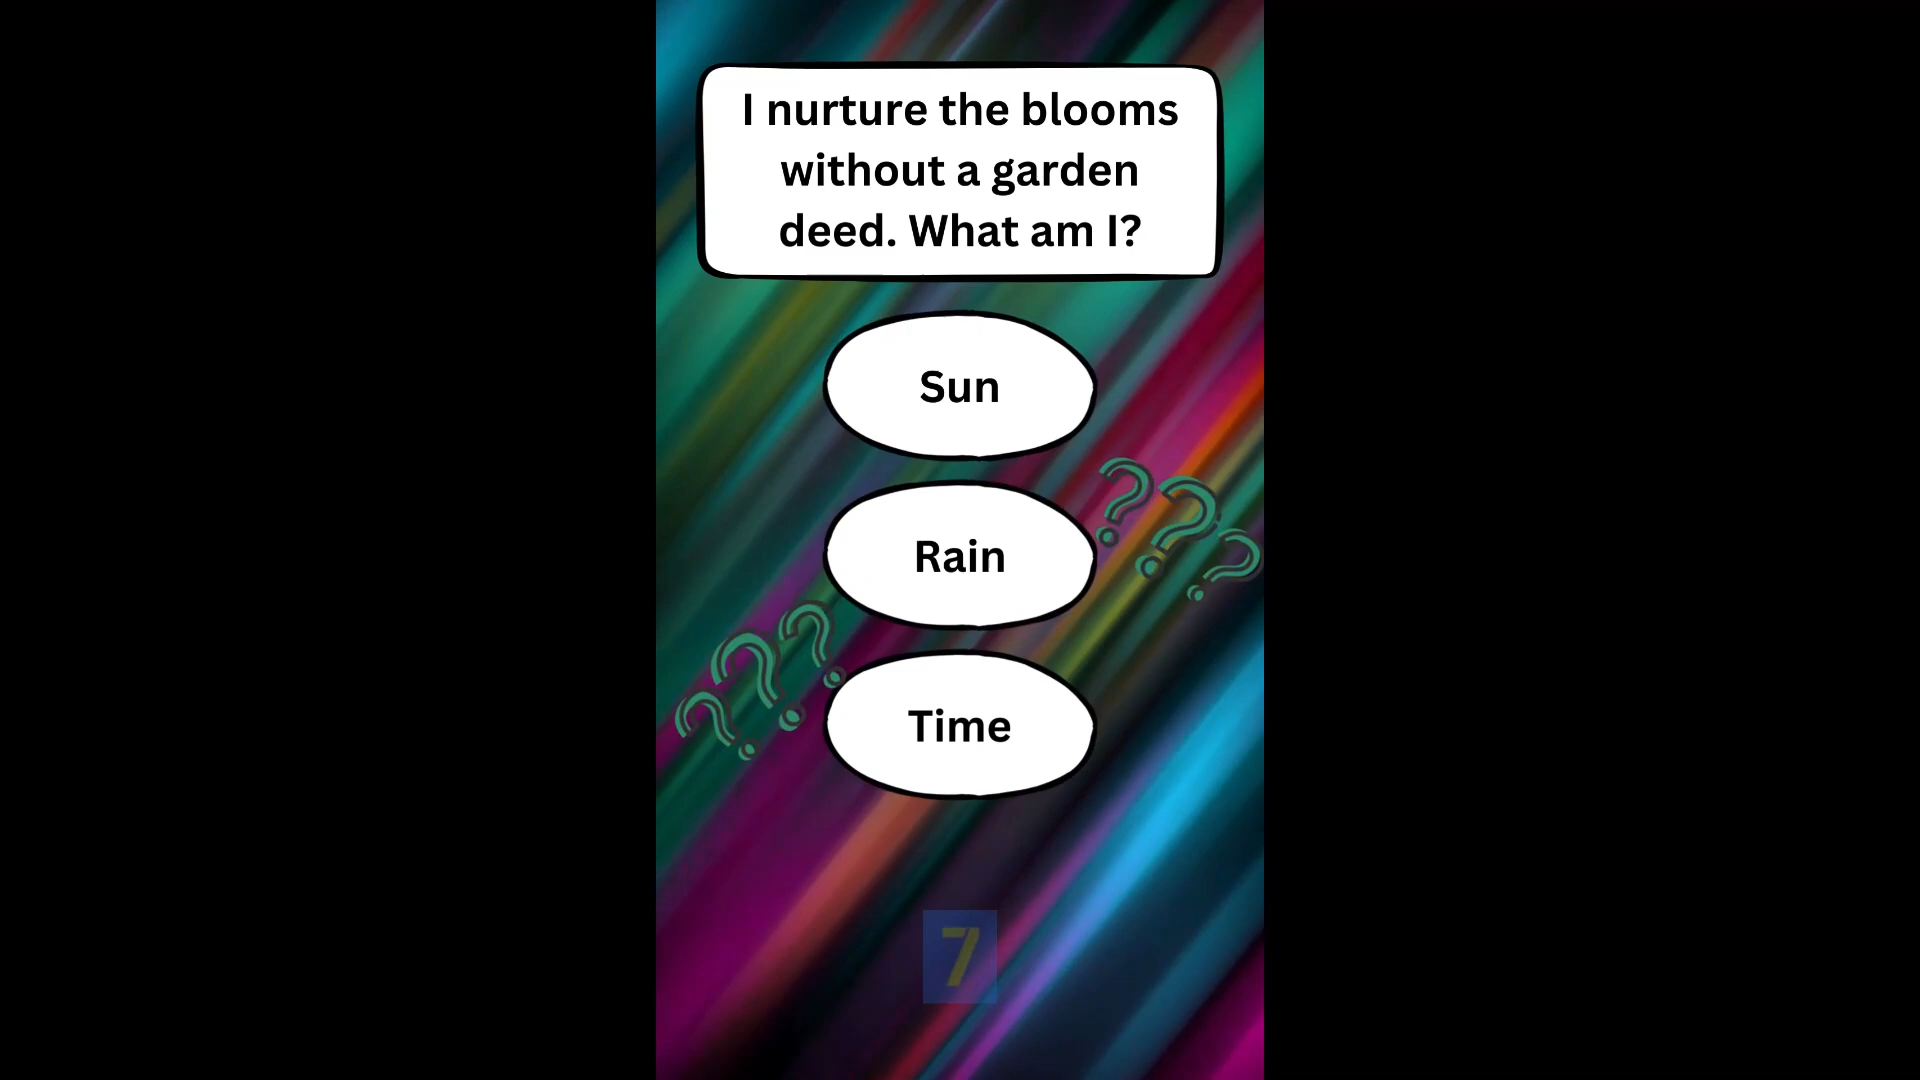 I nurture the blooms
without a garden
deed. What am I?
Sun
Rain
Time
7